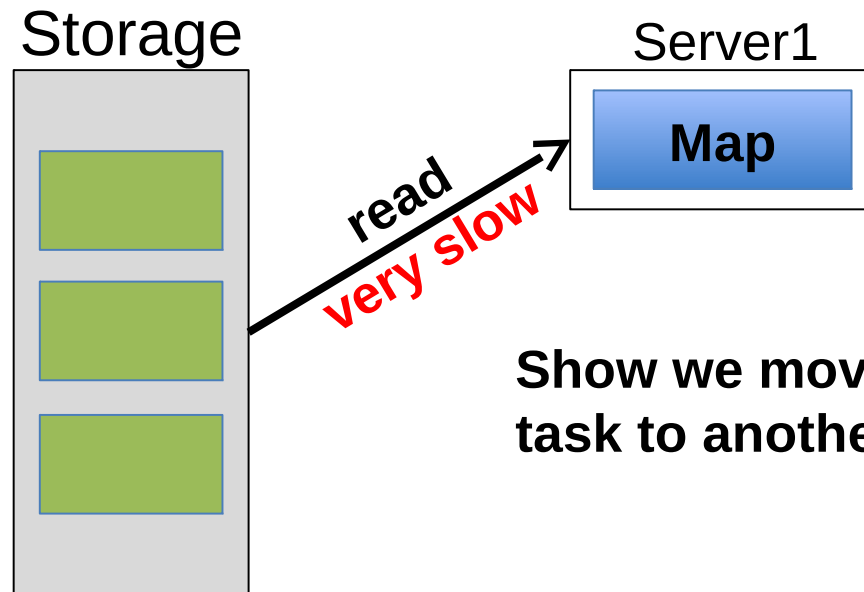 Storage
Server1
Map
read
very slow
Show we mov
task to anothe